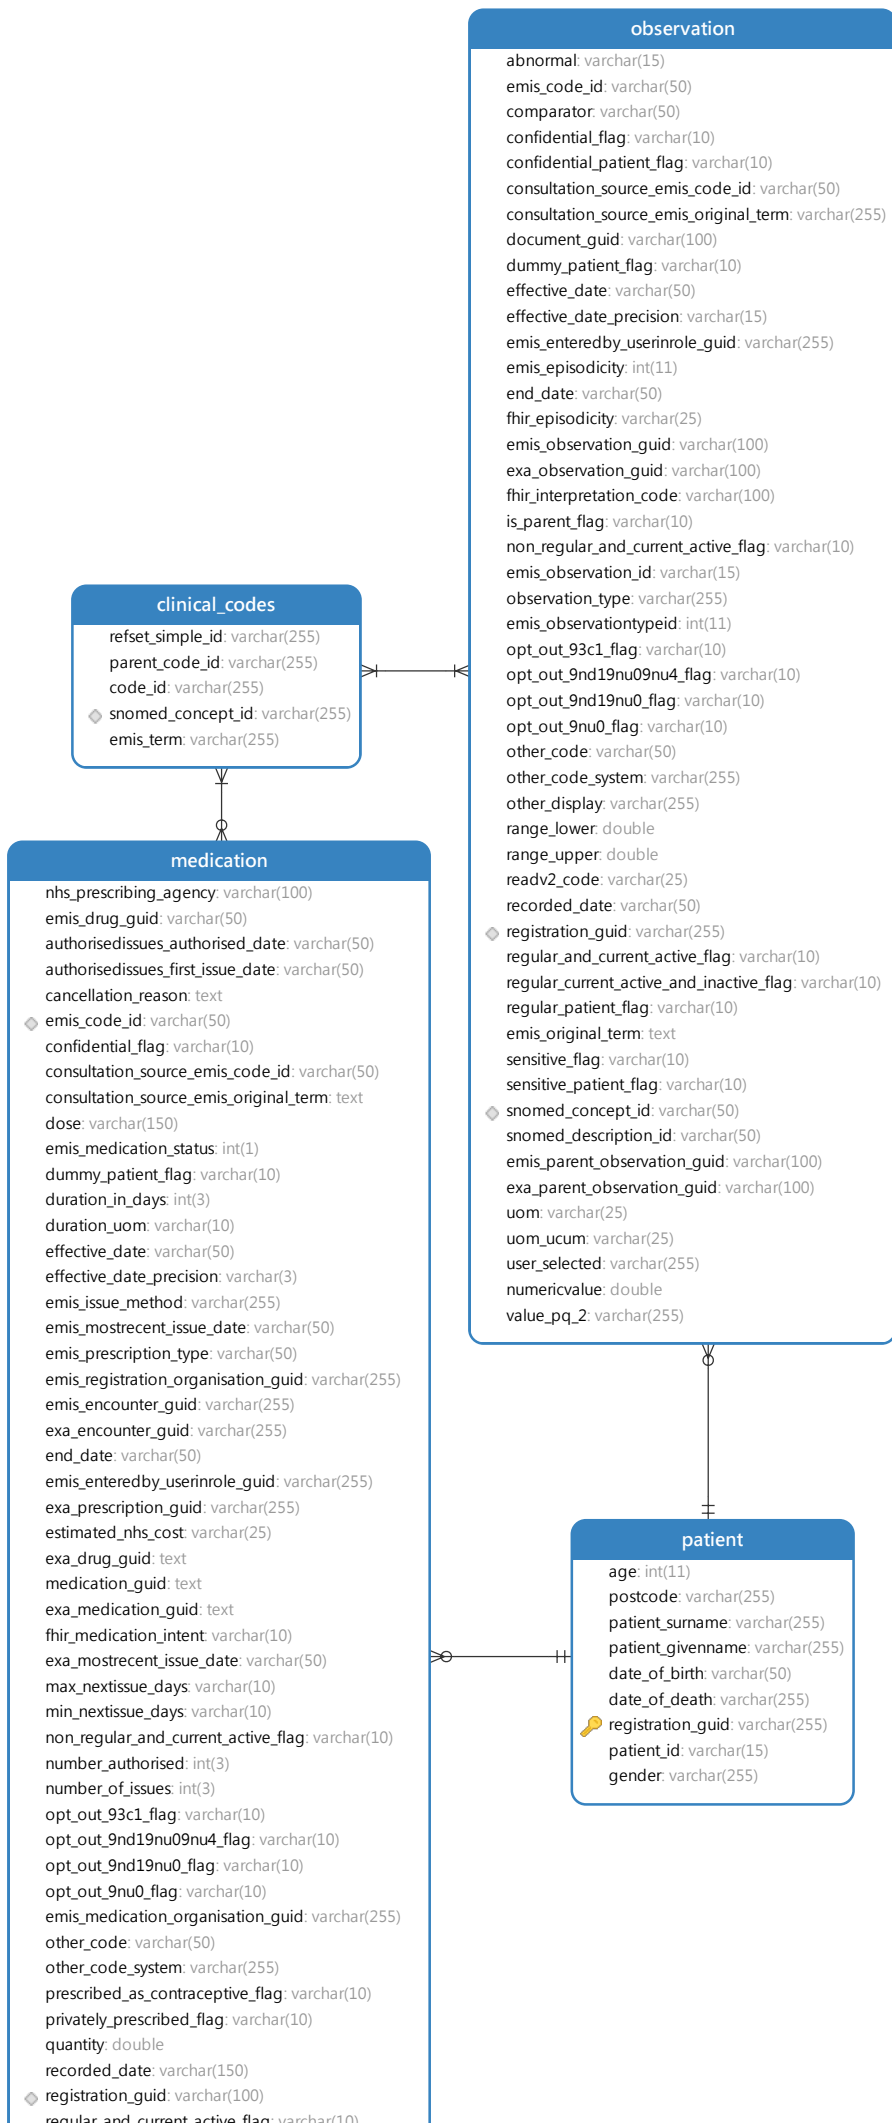 observation
abnormal: varchar(15)
emis_code_id: varchar(50)
comparator: varchar(50)
confidential_flag: varchar(10)
confidential_patient_flag: varchar(10)
consultation_source_emis_code_id: varchar(50)
consultation_source_emis_original_term: varchar(255)
document_guid: varchar(100)
dummy_patient_flag: varchar(10)
effective_date: varchar(50)
effective_date_precision: varchar(15)
emis_enteredby_userinrole_guid: varchar(255)
emis_episodicity: int(11)
end_date: varchar(50)
fhir_episodicity: varchar(25)
emis_observation_guid: varchar(100)
exa_observation_guid: varchar(100)
fhir_interpretation_code: varchar(100)
is_parent_flag: varchar(10)
non_regular_and_current_active_flag: varchar(10)
emis_observation_id: varchar(15)
observation_type: varchar(255)
emis_observationtypeid: int(11)
opt_out_93c1_flag: varchar(10)
opt_out_9nd19nu09nu4_flag: varchar(10)
opt_out_9nd19nu0_flag: varchar(10)
opt_out_9nu0_flag: varchar(10)
other_code: varchar(50)
other_code_system: varchar(255)
other_display: varchar(255)
range_lower: double
range_upper: double
readv2_code: varchar(25)
recorded_date: varchar(50)
registration_guid: varchar(255)
regular_and_current_active_flag: varchar(10)
regular_current_active_and_inactive_flag: varchar(10)
regular_patient_flag: varchar(10)
emis_original_term: text
sensitive_flag: varchar(10)
sensitive_patient_flag: varchar(10)
snomed_concept_id: varchar(50)
snomed_description_id: varchar(50)
emis_parent_observation_guid: varchar(100)
exa_parent_observation_guid: varchar(100)
uom: varchar(25)
uom_ucum: varchar(25)
user_selected: varchar(255)
numericvalue: double
value_pq_2: varchar(255)
clinical_codes
refset_simple_id: varchar(255)
parent_code_id: varchar(255)
code_id: varchar(255)
snomed_concept_id: varchar(255)
emis_term: varchar(255)
medication
nhs_prescribing_agency: varchar(100)
emis_drug_guid: varchar(50)
authorisedissues_authorised_date: varchar(50)
authorisedissues_first_issue_date: varchar(50)
cancellation_reason: text
emis_code_id: varchar(50)
confidential_flag: varchar(10)
consultation_source_emis_code_id: varchar(50)
consultation_source_emis_original_term: text
dose: varchar(150)
emis_medication_status: int(1)
dummy_patient_flag: varchar(10)
duration_in_days: int(3)
duration_uom: varchar(10)
effective_date: varchar(50)
effective_date_precision: varchar(3)
emis_issue_method: varchar(255)
emis_mostrecent_issue_date: varchar(50)
emis_prescription_type: varchar(50)
emis_registration_organisation_guid: varchar(255)
emis_encounter_guid: varchar(255)
exa_encounter_guid: varchar(255)
end_date: varchar(50)
emis_enteredby_userinrole_guid: varchar(255)
exa_prescription_guid: varchar(255)
estimated_nhs_cost: varchar(25)
exa_drug_guid: text
medication_guid: text
exa_medication_guid: text
fhir_medication_intent: varchar(10)
exa_mostrecent_issue_date: varchar(50)
max_nextissue_days: varchar(10)
min_nextissue_days: varchar(10)
non_regular_and_current_active_flag: varchar(10)
number_authorised: int(3)
number_of_issues: int(3)
opt_out_93c1_flag: varchar(10)
opt_out_9nd19nu09nu4_flag: varchar(10)
opt_out_9nd19nu0_flag: varchar(10)
opt_out_9nu0_flag: varchar(10)
emis_medication_organisation_guid: varchar(255)
other_code: varchar(50)
other_code_system: varchar(255)
prescribed_as_contraceptive_flag: varchar(10)
privately_prescribed_flag: varchar(10)
quantity: double
recorded_date: varchar(150)
registration_guid: varchar(100)
regular_and_current_active_flag: varchar(10)
patient
age: int(11)
postcode: varchar(255)
patient_surname: varchar(255)
patient_givenname: varchar(255)
date_of_birth: varchar(50)
date_of_death: varchar(255)
registration_guid: varchar(255)
patient_id: varchar(15)
gender: varchar(255)